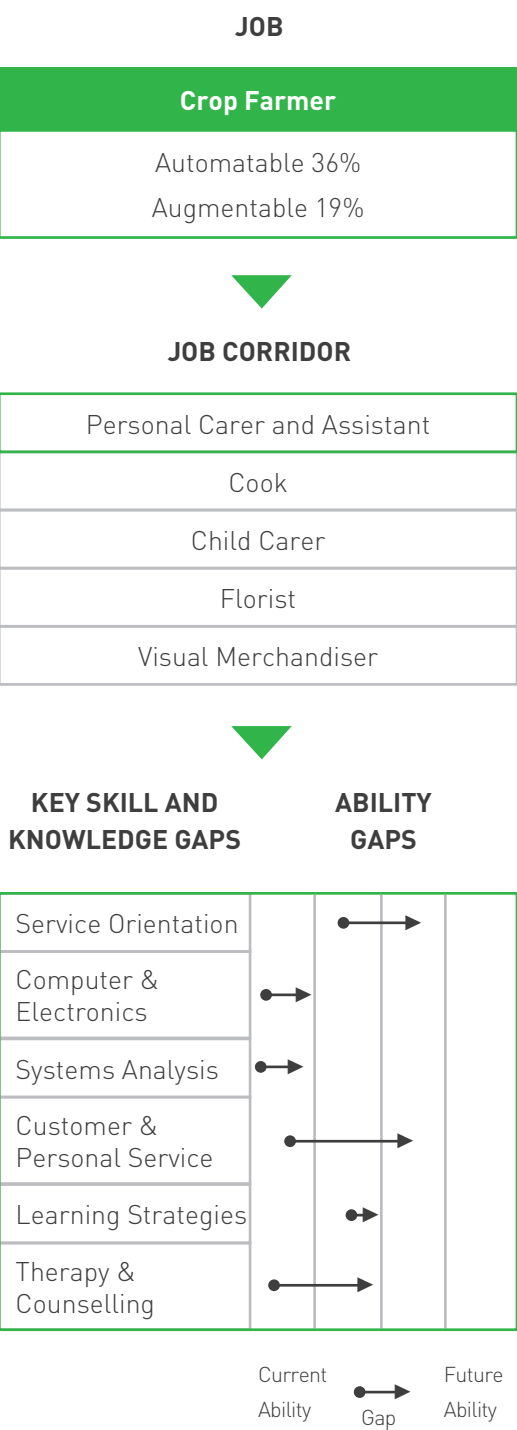 JOB
Crop Farmer
Automatable 36%
Augmentable 19%
JOB CORRIDOR
Personal Carer and Assistant
Cook
Child Carer
Florist
Visual Merchandiser
KEY SKILL AND
KNOWLEDGE GAPS
ABILITY
GAPS
Service Orientation
Computer &
Electronics
Systems Analysis
Customer &
Personal Service
Learning Strategies
Therapy &
Counselling
Current
Ability
Gap
Future
Ability